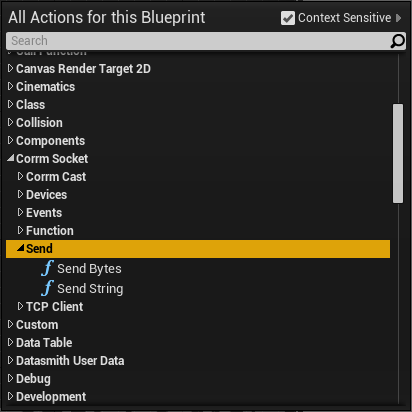 All Actions for this Blueprint
Context Sensitive
Search
Call Function
Canvas Render Target 2D
Cinematics
Class
Collision
Components
Corrm Socket
Corrm Cast
Devices
Events
Function
Send
Send Bytes
Send String
TCP Client
Custom
Data Table
Datasmith User Data
Debug
Development